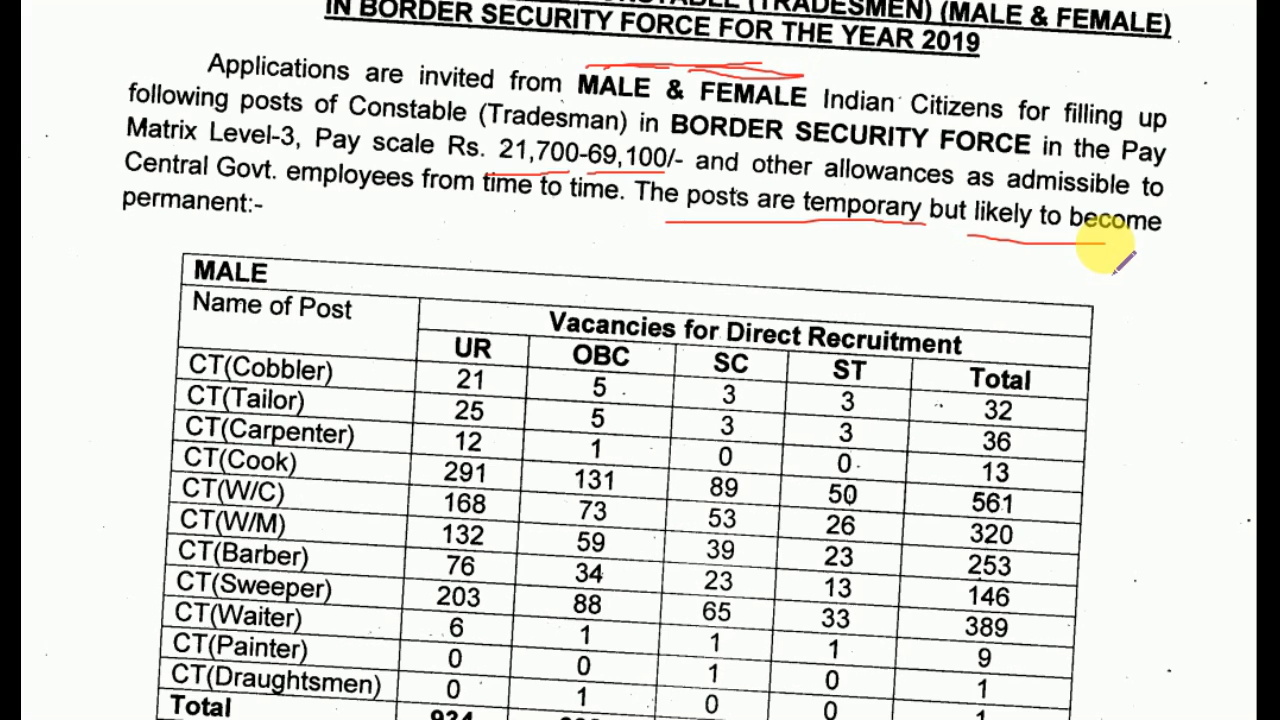 (TRADESMEN) (MALE & FEMALE)
IN BORDER SECURITY FORCE FOR THE YEAR 2019
Applications are invited from MALE & FEMALE Indian Citizens for filling up
following posts of Constable (Tradesman) in BORDER SECURITY FORCE in the Pay
Matrix Level-3, Pay scale Rs. 21,700-69,100/- and other allowances as admissible to
Central Govt. employees from time to time. The posts are temporary but likely to become
permanent:-
MALE
Name of Post Vacancies for Direct Recruitment
UR OBC SC ST Total
CT(Cobbler) 21 5 3 3 32
CT(Tailor) 25 5 3 3 36
CT(Carpenter) 12 1 0 0 13
CT(Cook) 291 131 89 50 561
CT(W/C) 168 73 53 26 320
CT(W/M) 132 59 39 23 253
CT(Barber) 76 34 23 13 146
CT(Sweeper) 203 88 65 33 389
CT(Waiter) 6 1 1 1 9
CT(Painter) 0 0 1 0 1
CT(Draughtsmen) 0 1 0 0 1
Total 934